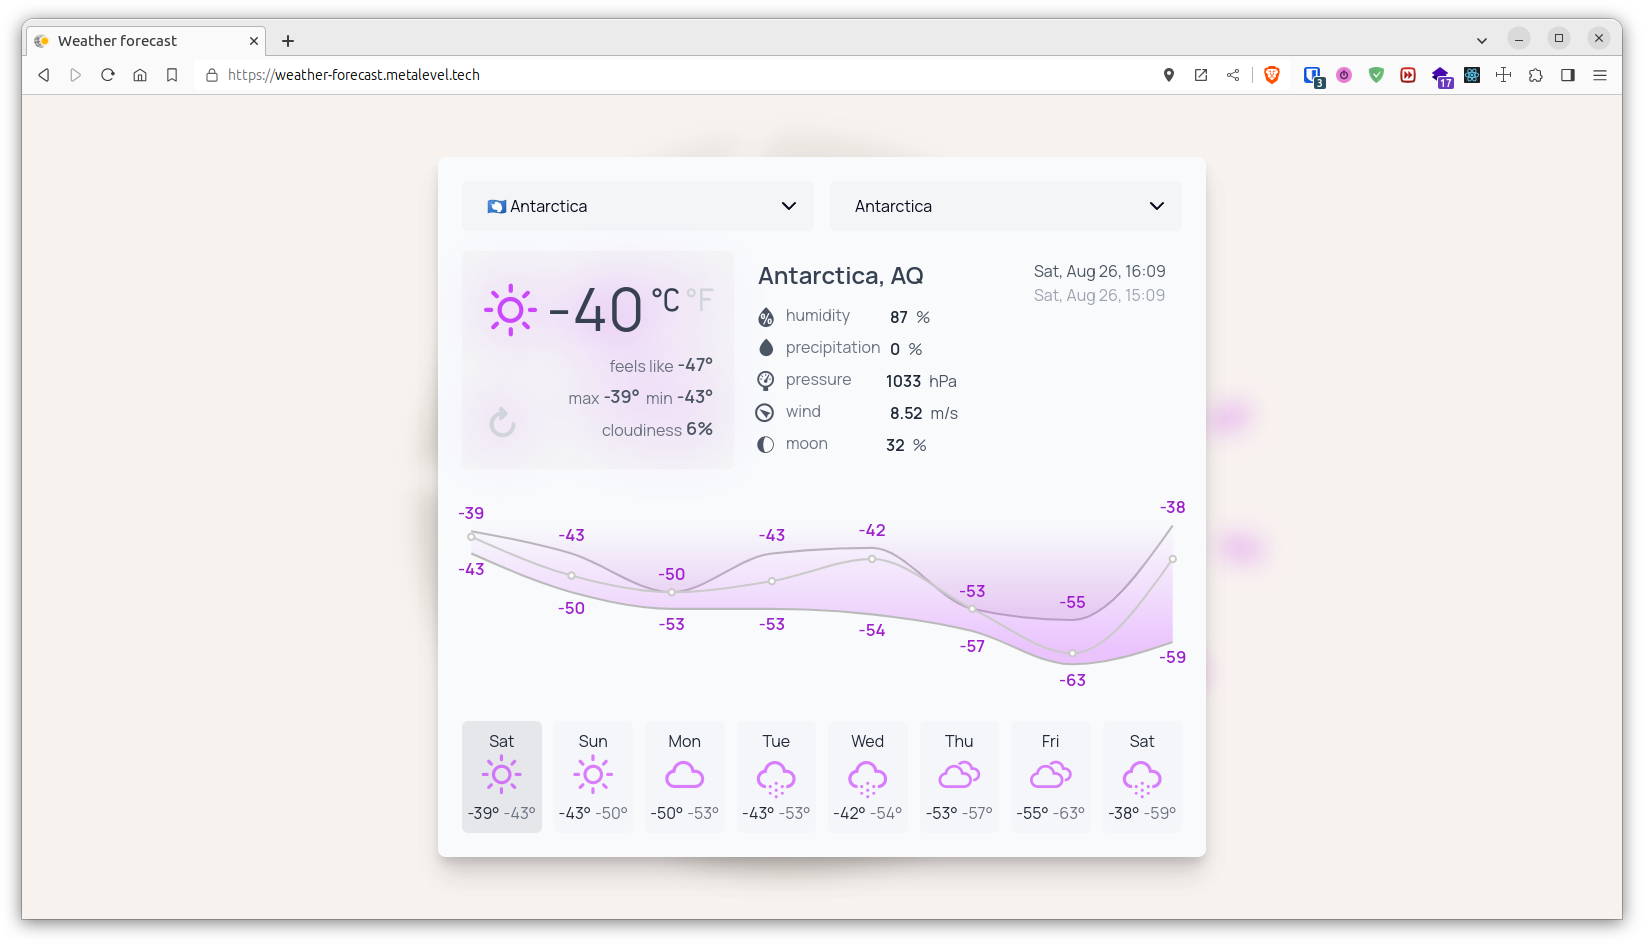 Weather forecast
https://weather-forecast.metalevel.tech
3
17
Antarctica
Antarctica
-40 °C °F
feels like -47°
max -39° min -43°
cloudiness 6%
Antarctica, AQ
Sat, Aug 26, 16:09
Sat, Aug 26, 15:09
humidity 87 %
precipitation 0 %
pressure 1033 hPa
wind 8.52 m/s
moon 32 %
-39 -43 -50 -43 -42 -53 -55 -38
-43 -50 -53 -53 -54 -57 -63 -59
Sat Sun Mon Tue Wed Thu Fri Sat
-39° -43° -43° -50° -50° -53° -43° -53° -42° -54° -53° -57° -55° -63° -38° -59°